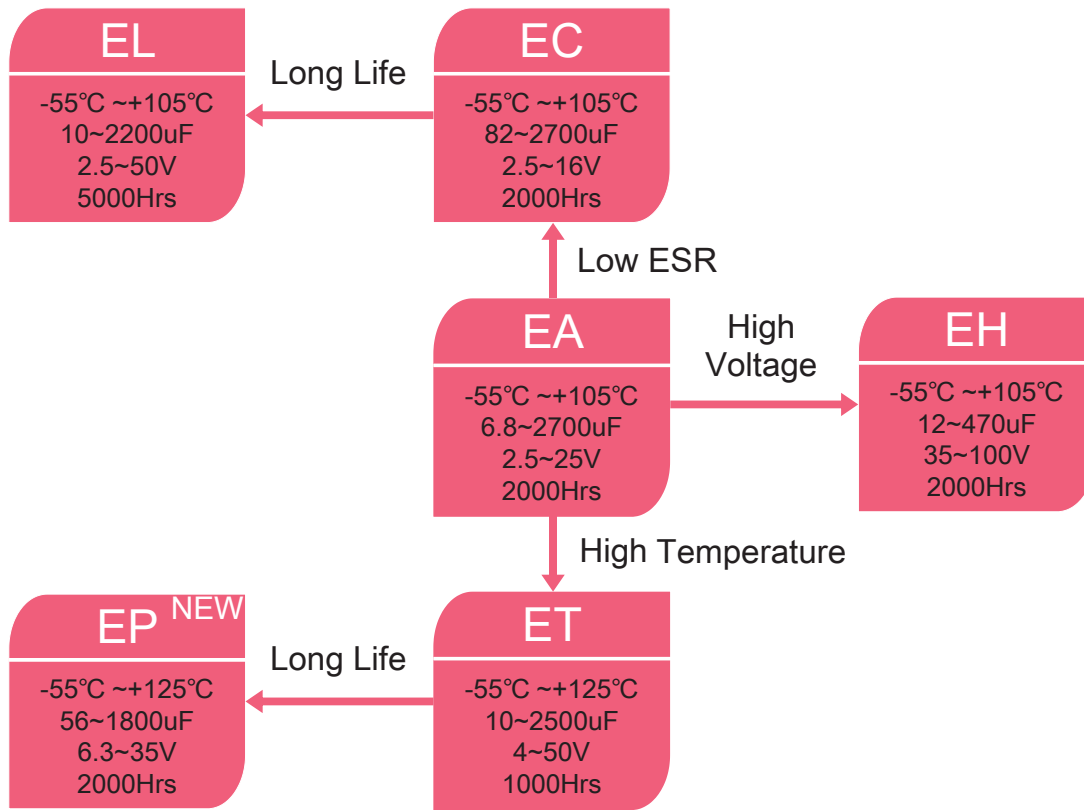 EL
-55℃ ~+105℃
10~2200uF
2.5~50V
5000Hrs
Long Life
EC
-55℃ ~+105℃
82~2700uF
2.5~16V
2000Hrs
Low ESR
EA
-55℃ ~+105℃
6.8~2700uF
2.5~25V
2000Hrs
High
Voltage
EH
-55℃ ~+105℃
12~470uF
35~100V
2000Hrs
High Temperature
EP NEW
-55℃ ~+125℃
56~1800uF
6.3~35V
2000Hrs
Long Life
ET
-55℃ ~+125℃
10~2500uF
4~50V
1000Hrs